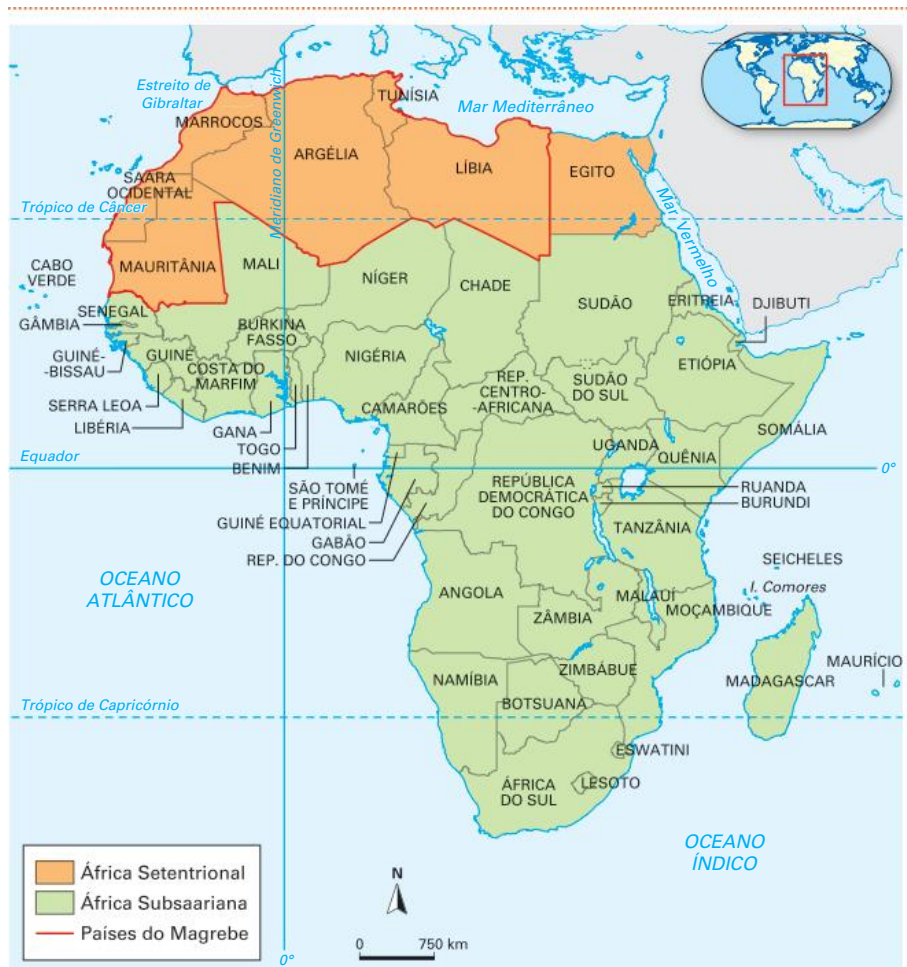 Estreito de
Gibraltar
Meridiano de Greenwich
TUNÍSIA
Mar Mediterrâneo
MARROCOS
ARGÉLIA
LÍBIA
EGITO
SAARA
OCIDENTAL
Trópico de Câncer
Mar Vermelho
MAURITÂNIA
MALI
NÍGER
CHADE
SUDÃO
ERITREIA
DJIBUTI
CABO
VERDE
SENEGAL
GÂMBIA
BURKINA
FASSO
GUINÉ-
-BISSAU
GUINÉ
COSTA DO
MARFIM
NIGÉRIA
ETIÓPIA
REP.
CENTRO-
-AFRICANA
SUDÃO
DO SUL
SERRA LEOA
LIBÉRIA
GANA
TOGO
BENIM
CAMARÕES
SOMÁLIA
UGANDA
QUÊNIA
Equador
0°
SÃO TOMÉ
E PRÍNCIPE
GUINÉ EQUATORIAL
GABÃO
REP. DO CONGO
REPÚBLICA
DEMOCRÁTICA
DO CONGO
RUANDA
BURUNDI
TANZÂNIA
SEICHELES
I. Comores
OCEANO
ATLÂNTICO
ANGOLA
MALAUÍ
MOÇAMBIQUE
ZÂMBIA
ZIMBÁBUE
MAURÍCIO
MADAGASCAR
NAMÍBIA
BOTSUANA
Trópico de Capricórnio
ESWATINI
LESOTO
ÁFRICA
DO SUL
OCEANO
ÍNDICO
África Setentrional
África Subsaariana
Países do Magrebe
N
0 750 km
0°